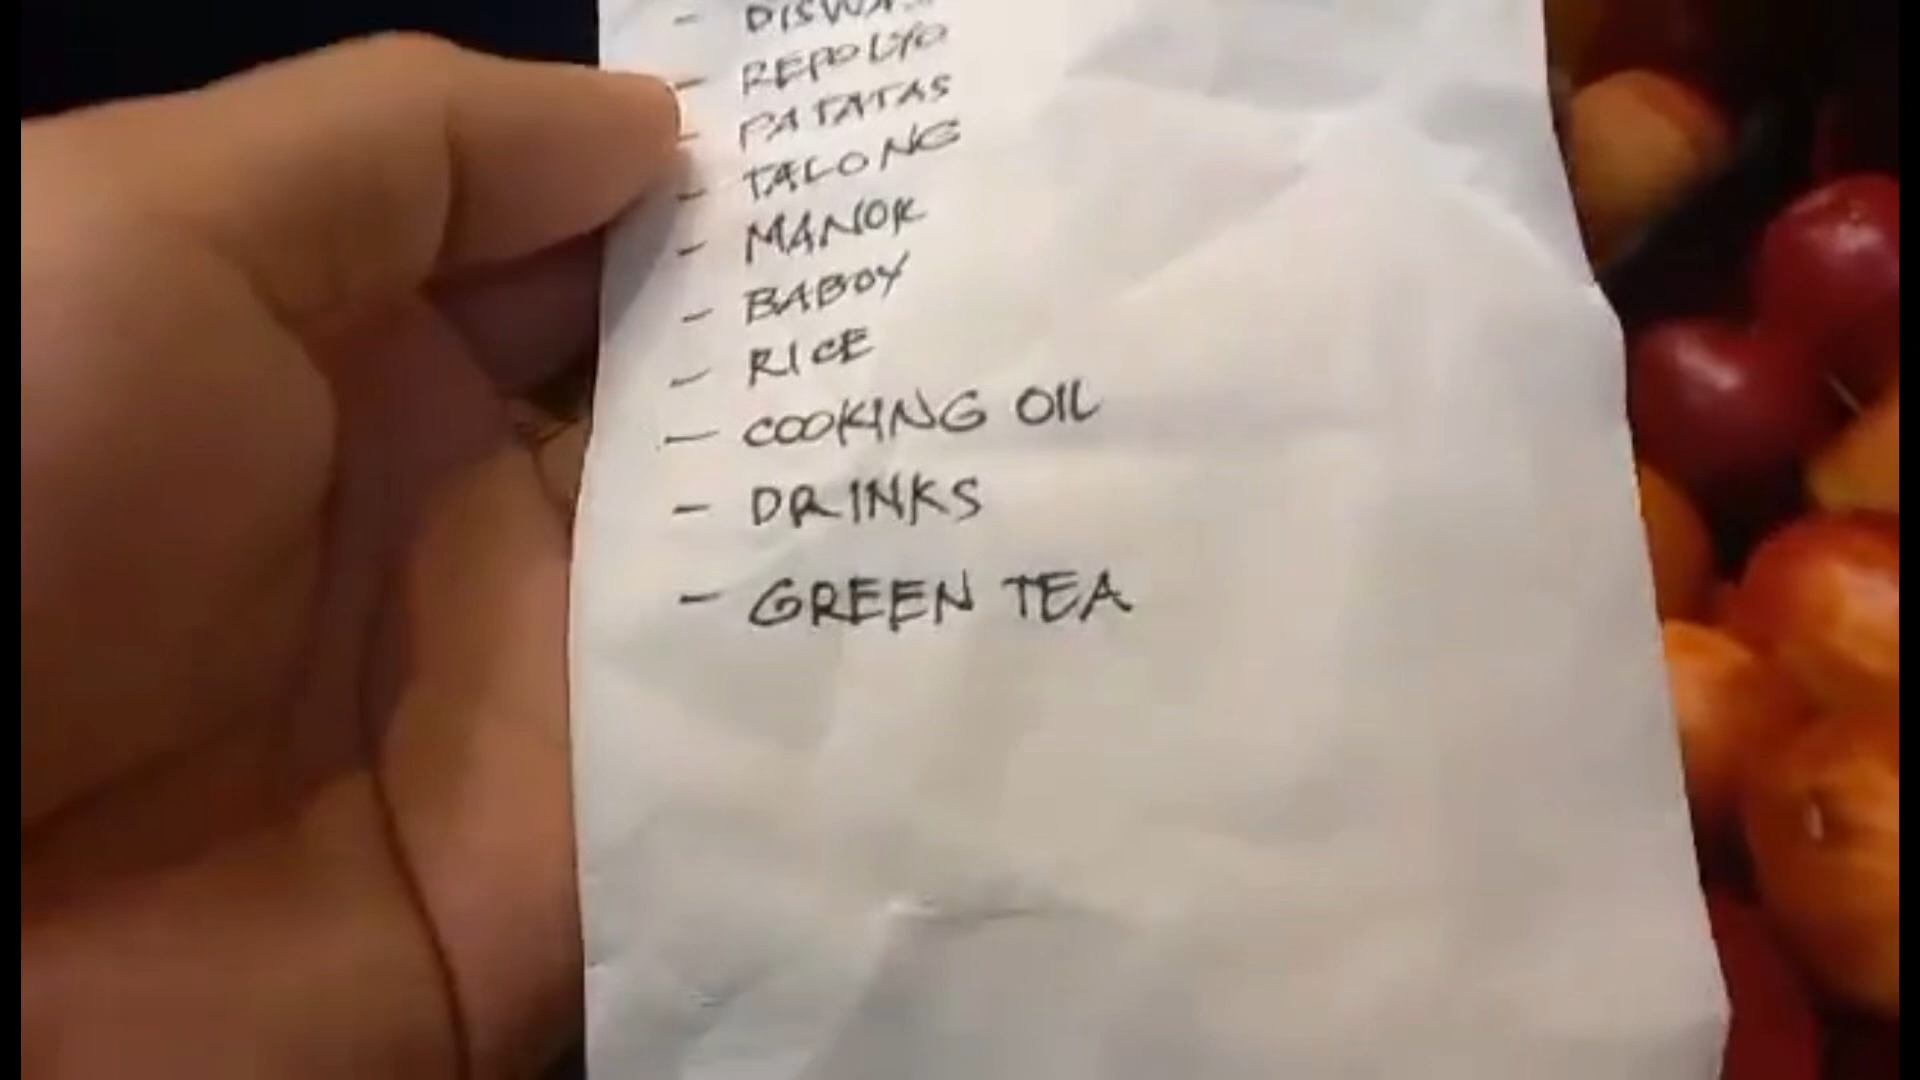 - REPOLYO
- PATATAS
- TALONG
- MANOK
- BABOY
- RICE
- COOKING OIL
- DRINKS
- GREEN TEA